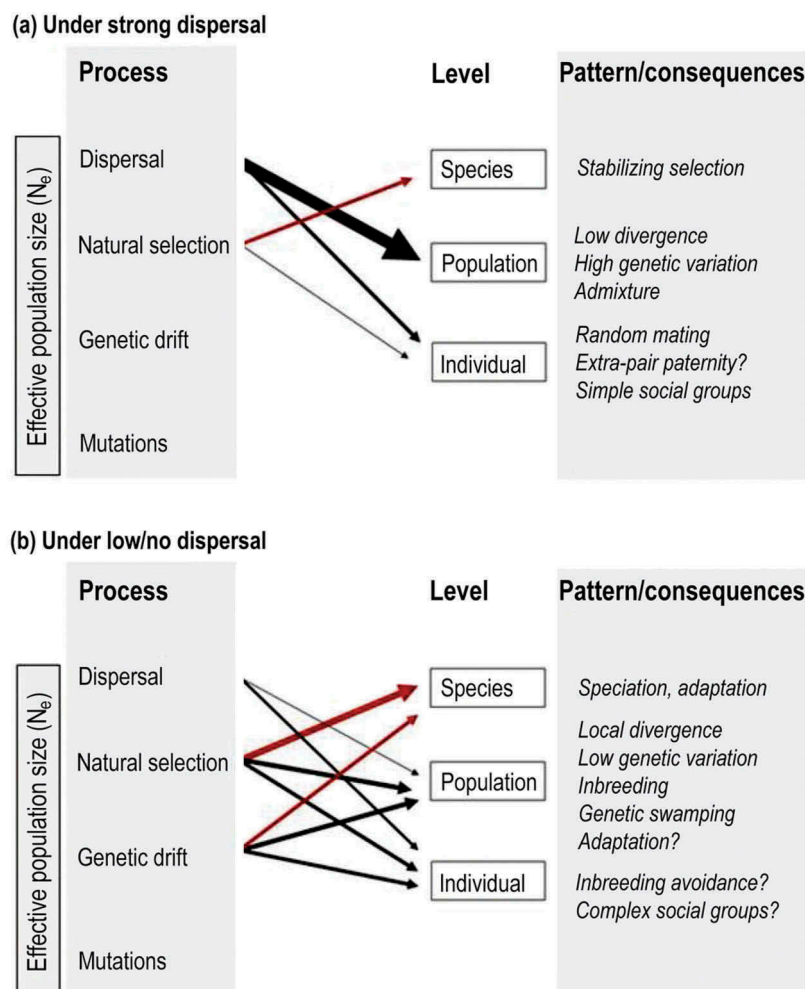 (a) Under strong dispersal
Process
Level
Pattern/consequences
Effective population size (Ne)
Dispersal
Natural selection
Genetic drift
Mutations
Species
Population
Individual
Stabilizing selection
Low divergence
High genetic variation
Admixture
Random mating
Extra-pair paternity?
Simple social groups
(b) Under low/no dispersal
Process
Level
Pattern/consequences
Effective population size (Ne)
Dispersal
Natural selection
Genetic drift
Mutations
Species
Population
Individual
Speciation, adaptation
Local divergence
Low genetic variation
Inbreeding
Genetic swamping
Adaptation?
Inbreeding avoidance?
Complex social groups?